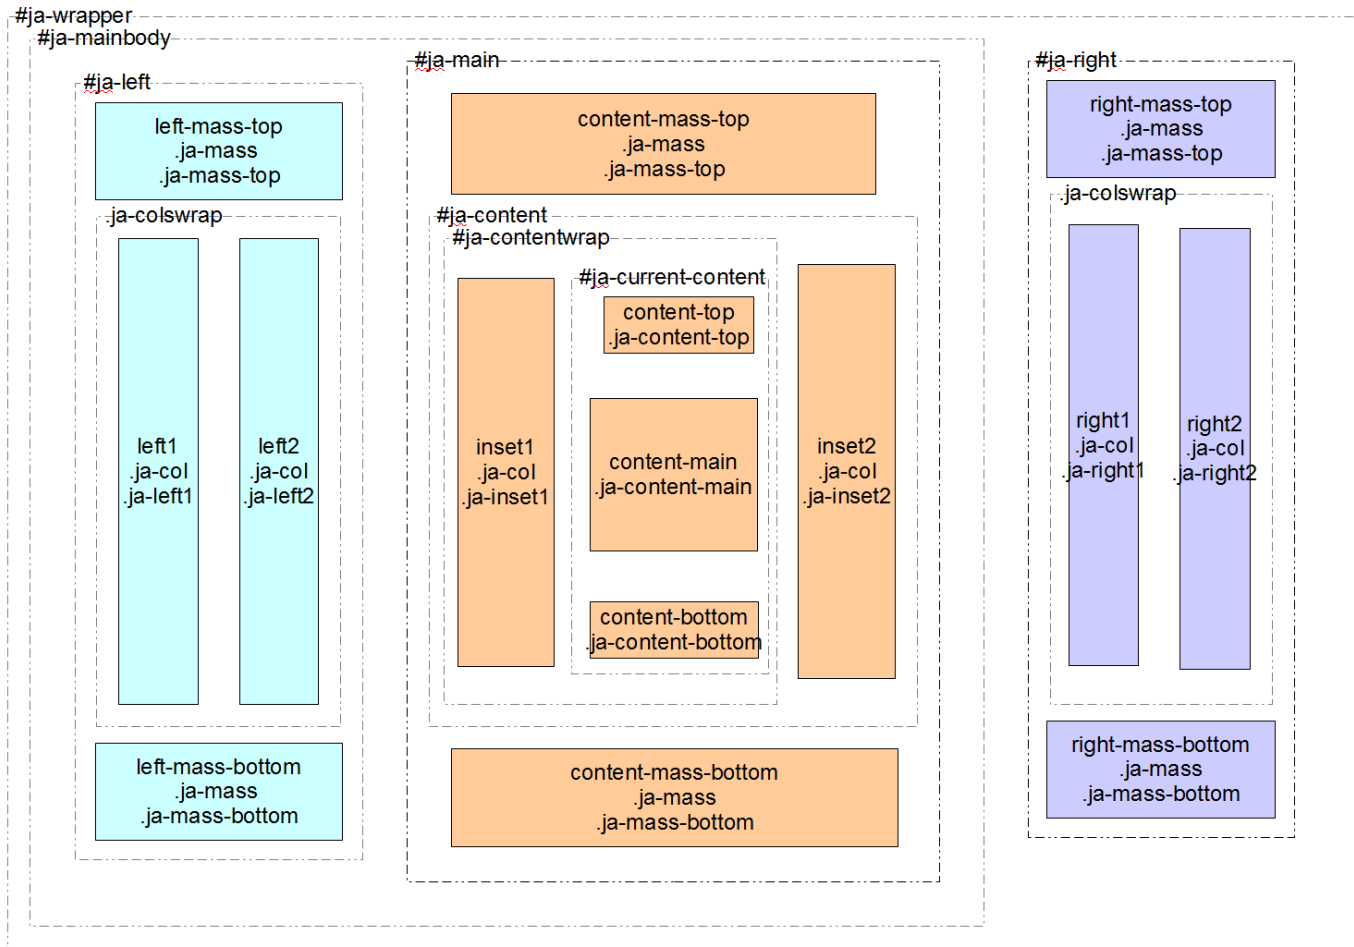 #ja-wrapper
#ja-mainbody
#ja-left
left-mass-top
.ja-mass
.ja-mass-top
.ja-colswrap
left1
.ja-col
.ja-left1
left2
.ja-col
.ja-left2
left-mass-bottom
.ja-mass
.ja-mass-bottom
#ja-main
content-mass-top
.ja-mass
.ja-mass-top
#ja-content
#ja-contentwrap
inset1
.ja-col
.ja-inset1
#ja-current-content
content-top
.ja-content-top
content-main
.ja-content-main
content-bottom
.ja-content-bottom
inset2
.ja-col
.ja-inset2
content-mass-bottom
.ja-mass
.ja-mass-bottom
#ja-right
right-mass-top
.ja-mass
.ja-mass-top
.ja-colswrap
right1
.ja-col
.ja-right1
right2
.ja-col
.ja-right2
right-mass-bottom
.ja-mass
.ja-mass-bottom